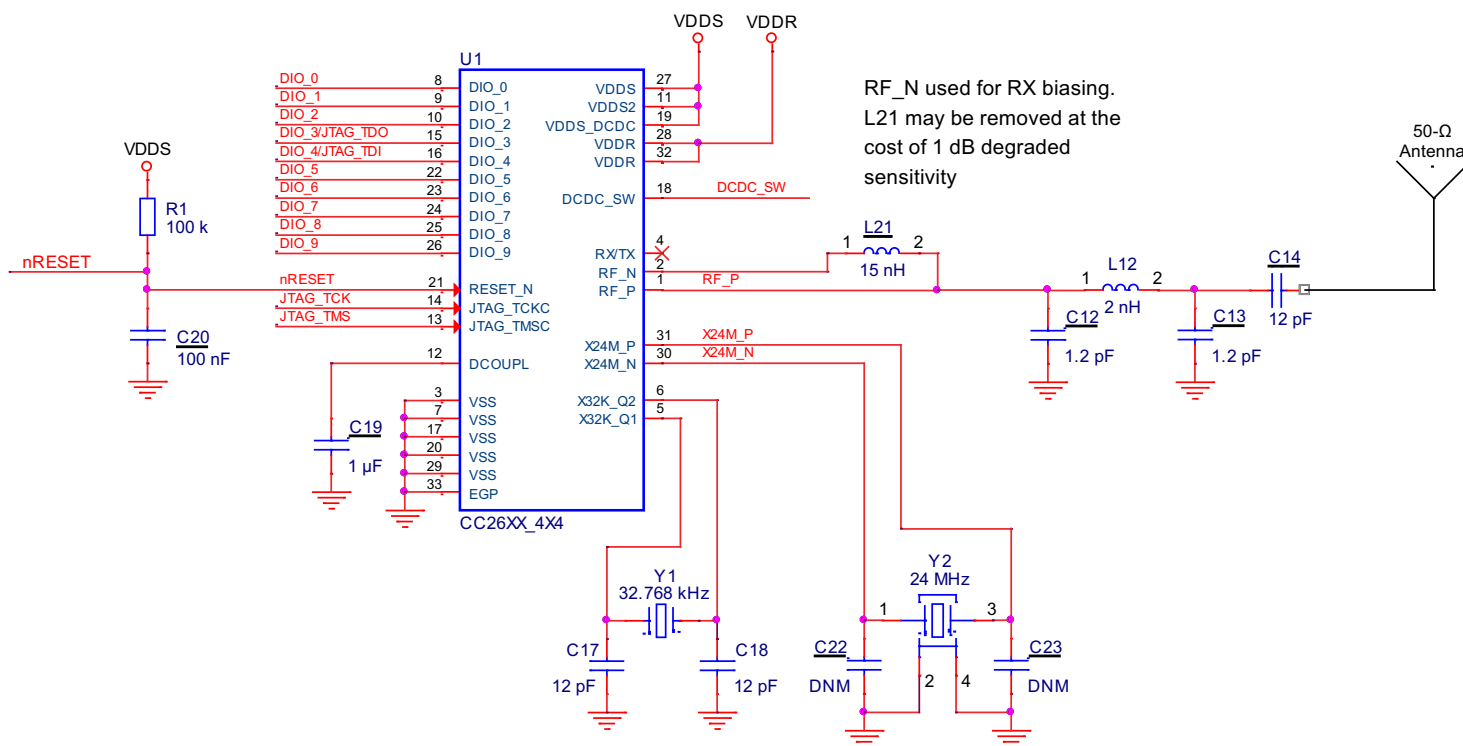 VDDS
VDDR
U1
DIO_0
DIO_1
DIO_2
DIO_3/JTAG_TDO
DIO_4/JTAG_TDI
DIO_5
DIO_6
DIO_7
DIO_8
DIO_9
8
9
10
15
16
22
23
24
25
26
DIO_0
DIO_1
DIO_2
DIO_3
DIO_4
DIO_5
DIO_6
DIO_7
DIO_8
DIO_9
VDDS
VDDS2
VDDS_DCDC
VDDR
VDDR
27
11
19
28
32
DCDC_SW
18
DCDC_SW
RF_N used for RX biasing.
L21 may be removed at the
cost of 1 dB degraded
sensitivity
50-Ω
Antenna
VDDS
R1
100 k
nRESET
nRESET
21
RESET_N
JTAG_TCK
14
JTAG_TCKC
JTAG_TMS
13
JTAG_TMSC
C20
100 nF
RX/TX
4
RF_N
2
RF_P
1
RF_P
1
L21
2
15 nH
1
L12
2
2 nH
C14
12 pF
C12
1.2 pF
C13
1.2 pF
12
DCOUPL
X24M_P
31
X24M_P
X24M_N
30
X24M_N
X32K_Q2
6
X32K_Q1
5
3
VSS
7
VSS
17
VSS
20
VSS
29
VSS
33
EGP
C19
1 µF
CC26XX_4X4
Y1
32.768 kHz
C17
12 pF
C18
12 pF
Y2
24 MHz
1
3
C22
DNM
2
4
C23
DNM